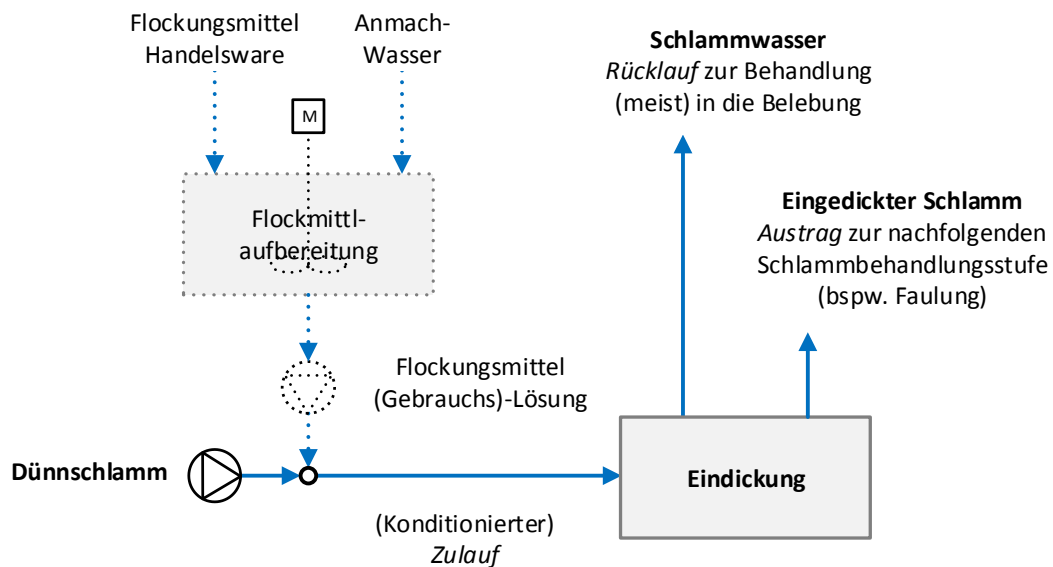 Flockungsmittel
Handelsware
Anmach-
Wasser
M
Flockmittl-
aufbereitung
Schlammwasser
Rücklauf zur Behandlung
(meist) in die Belebung
Eingedickter Schlamm
Austrag zur nachfolgenden
Schlammbehandlungsstufe
(bspw. Faulung)
Flockungsmittel
(Gebrauchs)-Lösung
Dünnschlamm
Eindickung
(Konditionierter)
Zulauf